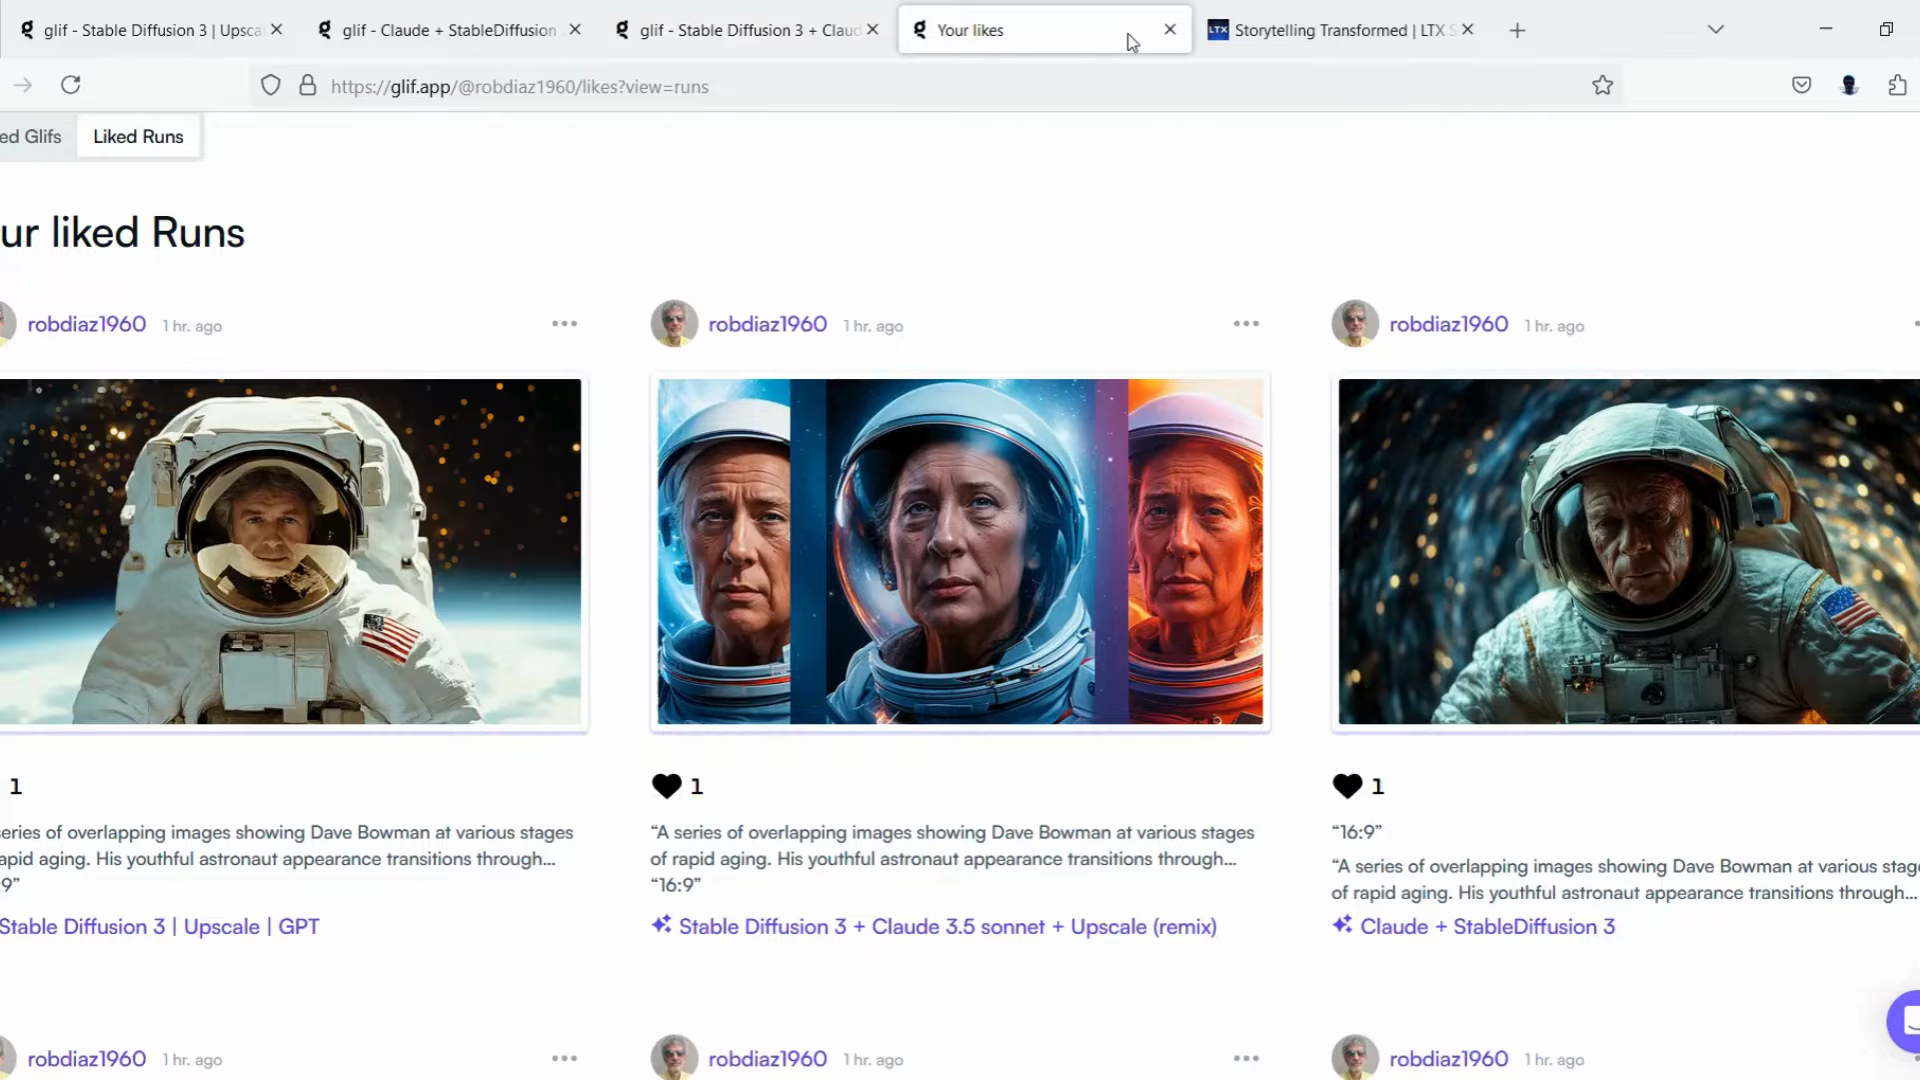 glif - Stable Diffusion 3 | Upsca
glif - Claude + StableDiffusion
glif - Stable Diffusion 3 + Claud
Your likes
LTX
Storytelling Transformed | LTX S
https://glif.app/@robdiaz1960/likes?view=runs
ed Glifs
Liked Runs
ur liked Runs
robdiaz1960 1 hr. ago
robdiaz1960 1 hr. ago
robdiaz1960 1 hr. ago
1
eries of overlapping images showing Dave Bowman at various stages
apid aging. His youthful astronaut appearance transitions through...
:9”
Stable Diffusion 3 | Upscale | GPT
1
“A series of overlapping images showing Dave Bowman at various stages
of rapid aging. His youthful astronaut appearance transitions through...
“16:9”
Stable Diffusion 3 + Claude 3.5 sonnet + Upscale (remix)
1
“16:9”
“A series of overlapping images showing Dave Bowman at various stage
of rapid aging. His youthful astronaut appearance transitions through...
Claude + StableDiffusion 3
robdiaz1960 1 hr. ago
robdiaz1960 1 hr. ago
robdiaz1960 1 hr. ago